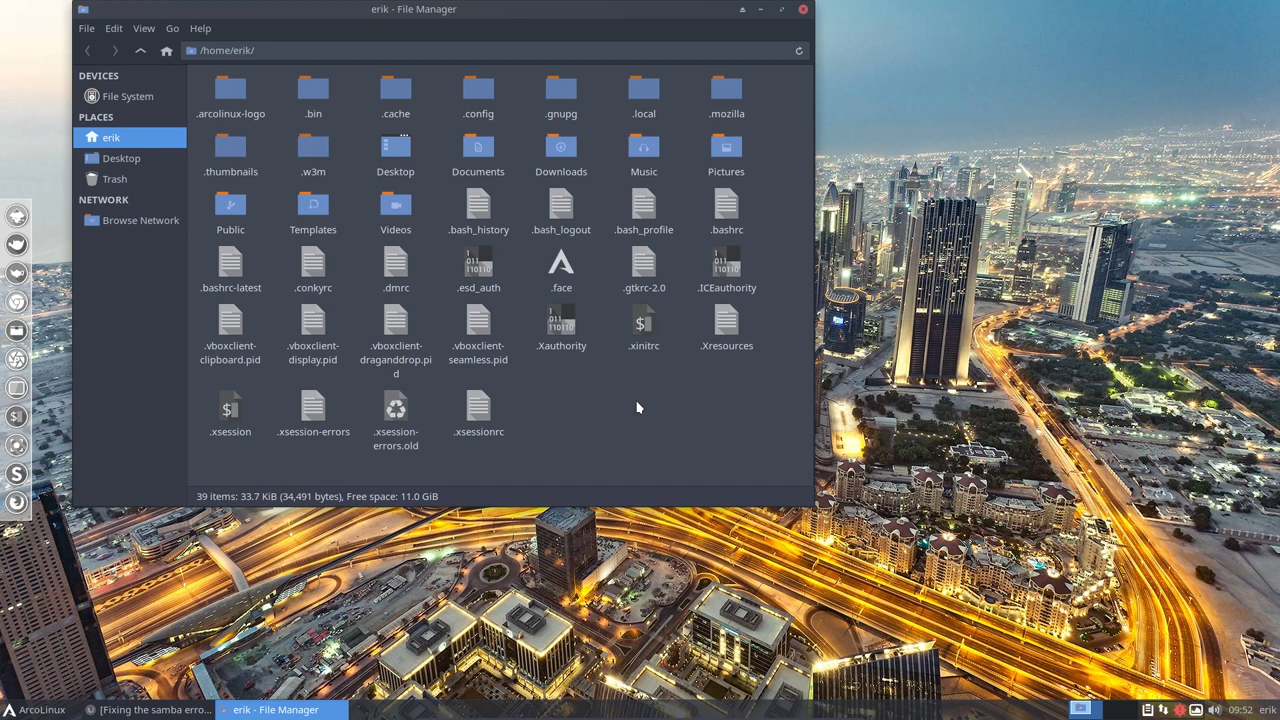 erik - File Manager
File Edit View Go Help
/home/erik/
DEVICES
File System
PLACES
erik
Desktop
Trash
NETWORK
Browse Network
.arcolinux-logo .bin .cache .config .gnupg .local .mozilla
.thumbnails .w3m Desktop Documents Downloads Music Pictures
Public Templates Videos .bash_history .bash_logout .bash_profile .bashrc
.bashrc-latest .conkyrc .dmrc .esd_auth .face .gtkrc-2.0 .ICEauthority
.vboxclient-clipboard.pid .vboxclient-display.pid .vboxclient-draganddrop.pid .vboxclient-seamless.pid .Xauthority .xinitrc .Xresources
.xsession .xsession-errors .xsession-errors.old .xsessionrc
39 items: 33.7 KiB (34,491 bytes), Free space: 11.0 GiB
ArcoLinux [Fixing the samba erro... erik - File Manager 09:52 erik